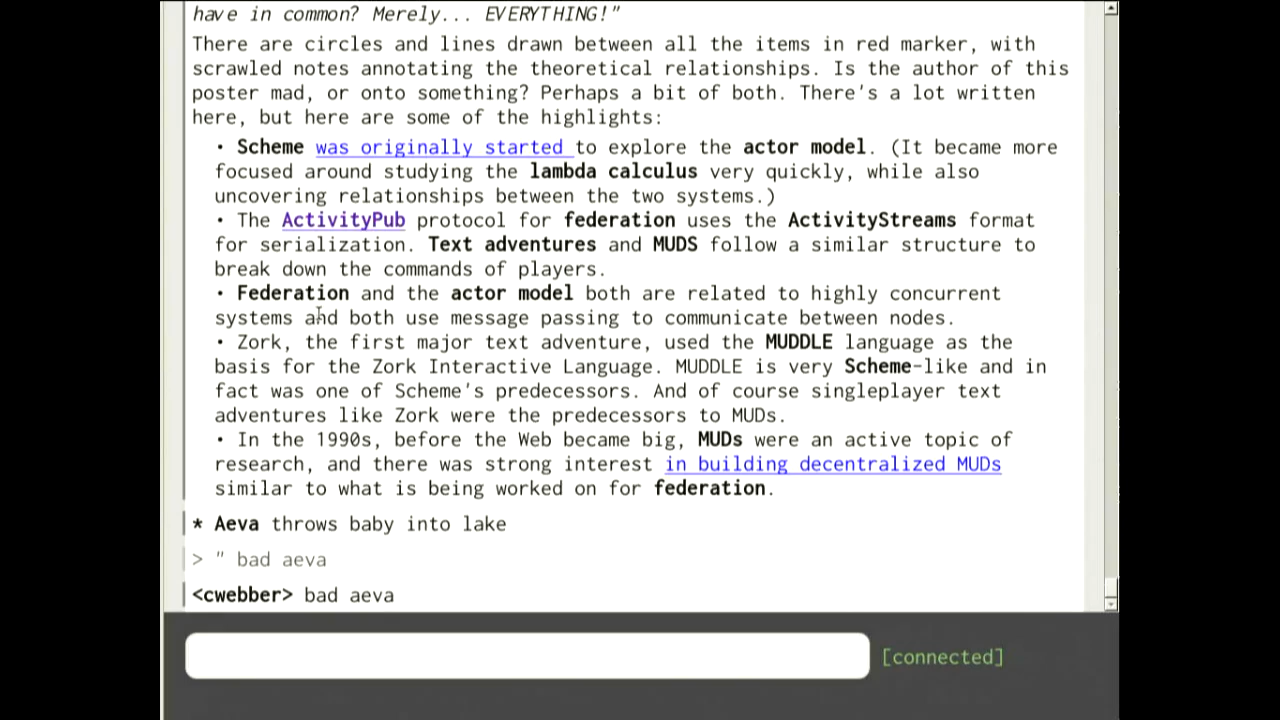 have in common? Merely... EVERYTHING!"
There are circles and lines drawn between all the items in red marker, with
scrawled notes annotating the theoretical relationships. Is the author of this
poster mad, or onto something? Perhaps a bit of both. There's a lot written
here, but here are some of the highlights:
• Scheme was originally started to explore the actor model. (It became more
focused around studying the lambda calculus very quickly, while also
uncovering relationships between the two systems.)
• The ActivityPub protocol for federation uses the ActivityStreams format
for serialization. Text adventures and MUDS follow a similar structure to
break down the commands of players.
• Federation and the actor model both are related to highly concurrent
systems and both use message passing to communicate between nodes.
• Zork, the first major text adventure, used the MUDDLE language as the
basis for the Zork Interactive Language. MUDDLE is very Scheme-like and in
fact was one of Scheme's predecessors. And of course singleplayer text
adventures like Zork were the predecessors to MUDs.
• In the 1990s, before the Web became big, MUDs were an active topic of
research, and there was strong interest in building decentralized MUDs
similar to what is being worked on for federation.
* Aeva throws baby into lake
> " bad aeva
<cwebber> bad aeva
[connected]